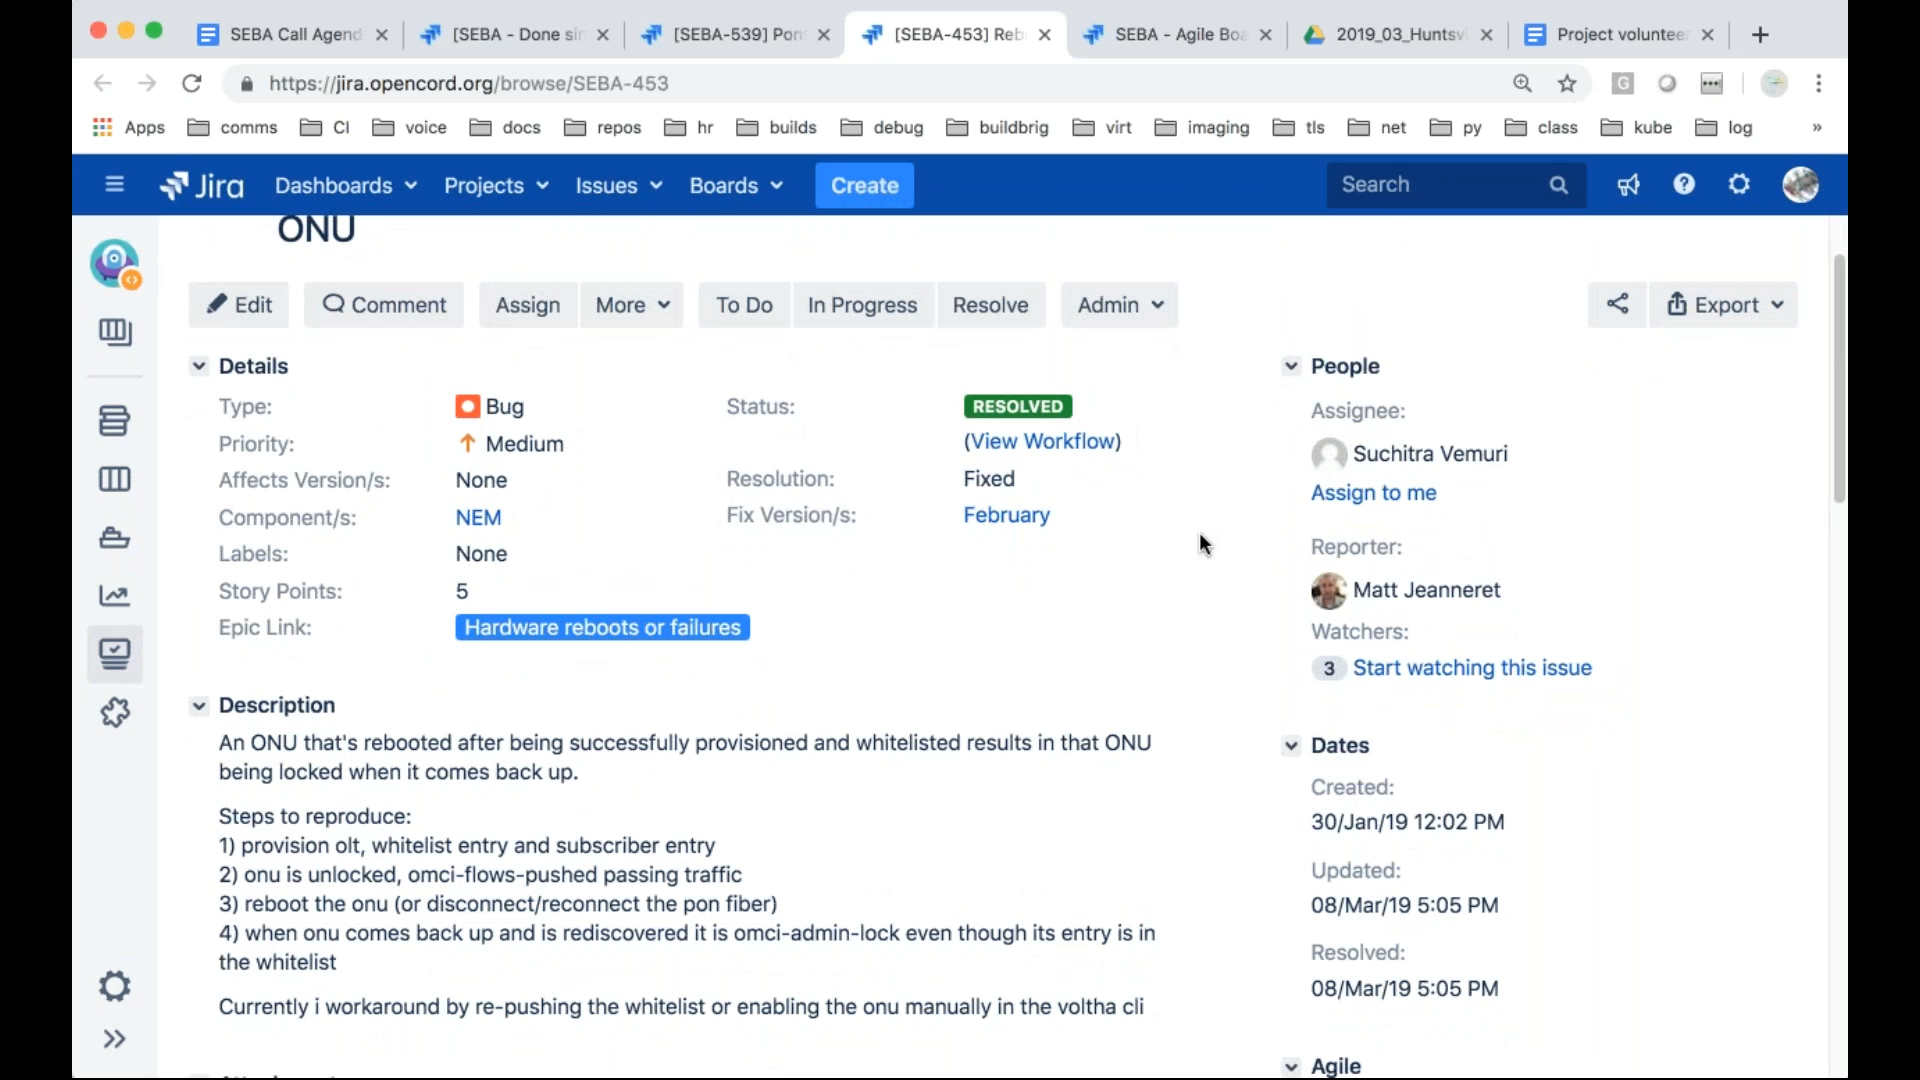 SEBA Call Agend
[SEBA - Done sin
[SEBA-539] Pon
[SEBA-453] Reb
SEBA - Agile Boa
2019_03_Huntsv
Project voluntee
https://jira.opencord.org/browse/SEBA-453
Apps comms CI voice docs repos hr builds debug buildbrig virt imaging tls net py class kube log »
Jira Dashboards Projects Issues Boards Create Search
ONU
Edit Comment Assign More To Do In Progress Resolve Admin Export
Details
Type: Bug
Status: RESOLVED
(View Workflow)
Priority: Medium
Affects Version/s: None
Resolution: Fixed
Component/s: NEM
Fix Version/s: February
Labels: None
Story Points: 5
Epic Link: Hardware reboots or failures
Description
An ONU that's rebooted after being successfully provisioned and whitelisted results in that ONU
being locked when it comes back up.
Steps to reproduce:
1) provision olt, whitelist entry and subscriber entry
2) onu is unlocked, omci-flows-pushed passing traffic
3) reboot the onu (or disconnect/reconnect the pon fiber)
4) when onu comes back up and is rediscovered it is omci-admin-lock even though its entry is in
the whitelist
Currently i workaround by re-pushing the whitelist or enabling the onu manually in the voltha cli
People
Assignee:
Suchitra Vemuri
Assign to me
Reporter:
Matt Jeanneret
Watchers:
3 Start watching this issue
Dates
Created:
30/Jan/19 12:02 PM
Updated:
08/Mar/19 5:05 PM
Resolved:
08/Mar/19 5:05 PM
Agile